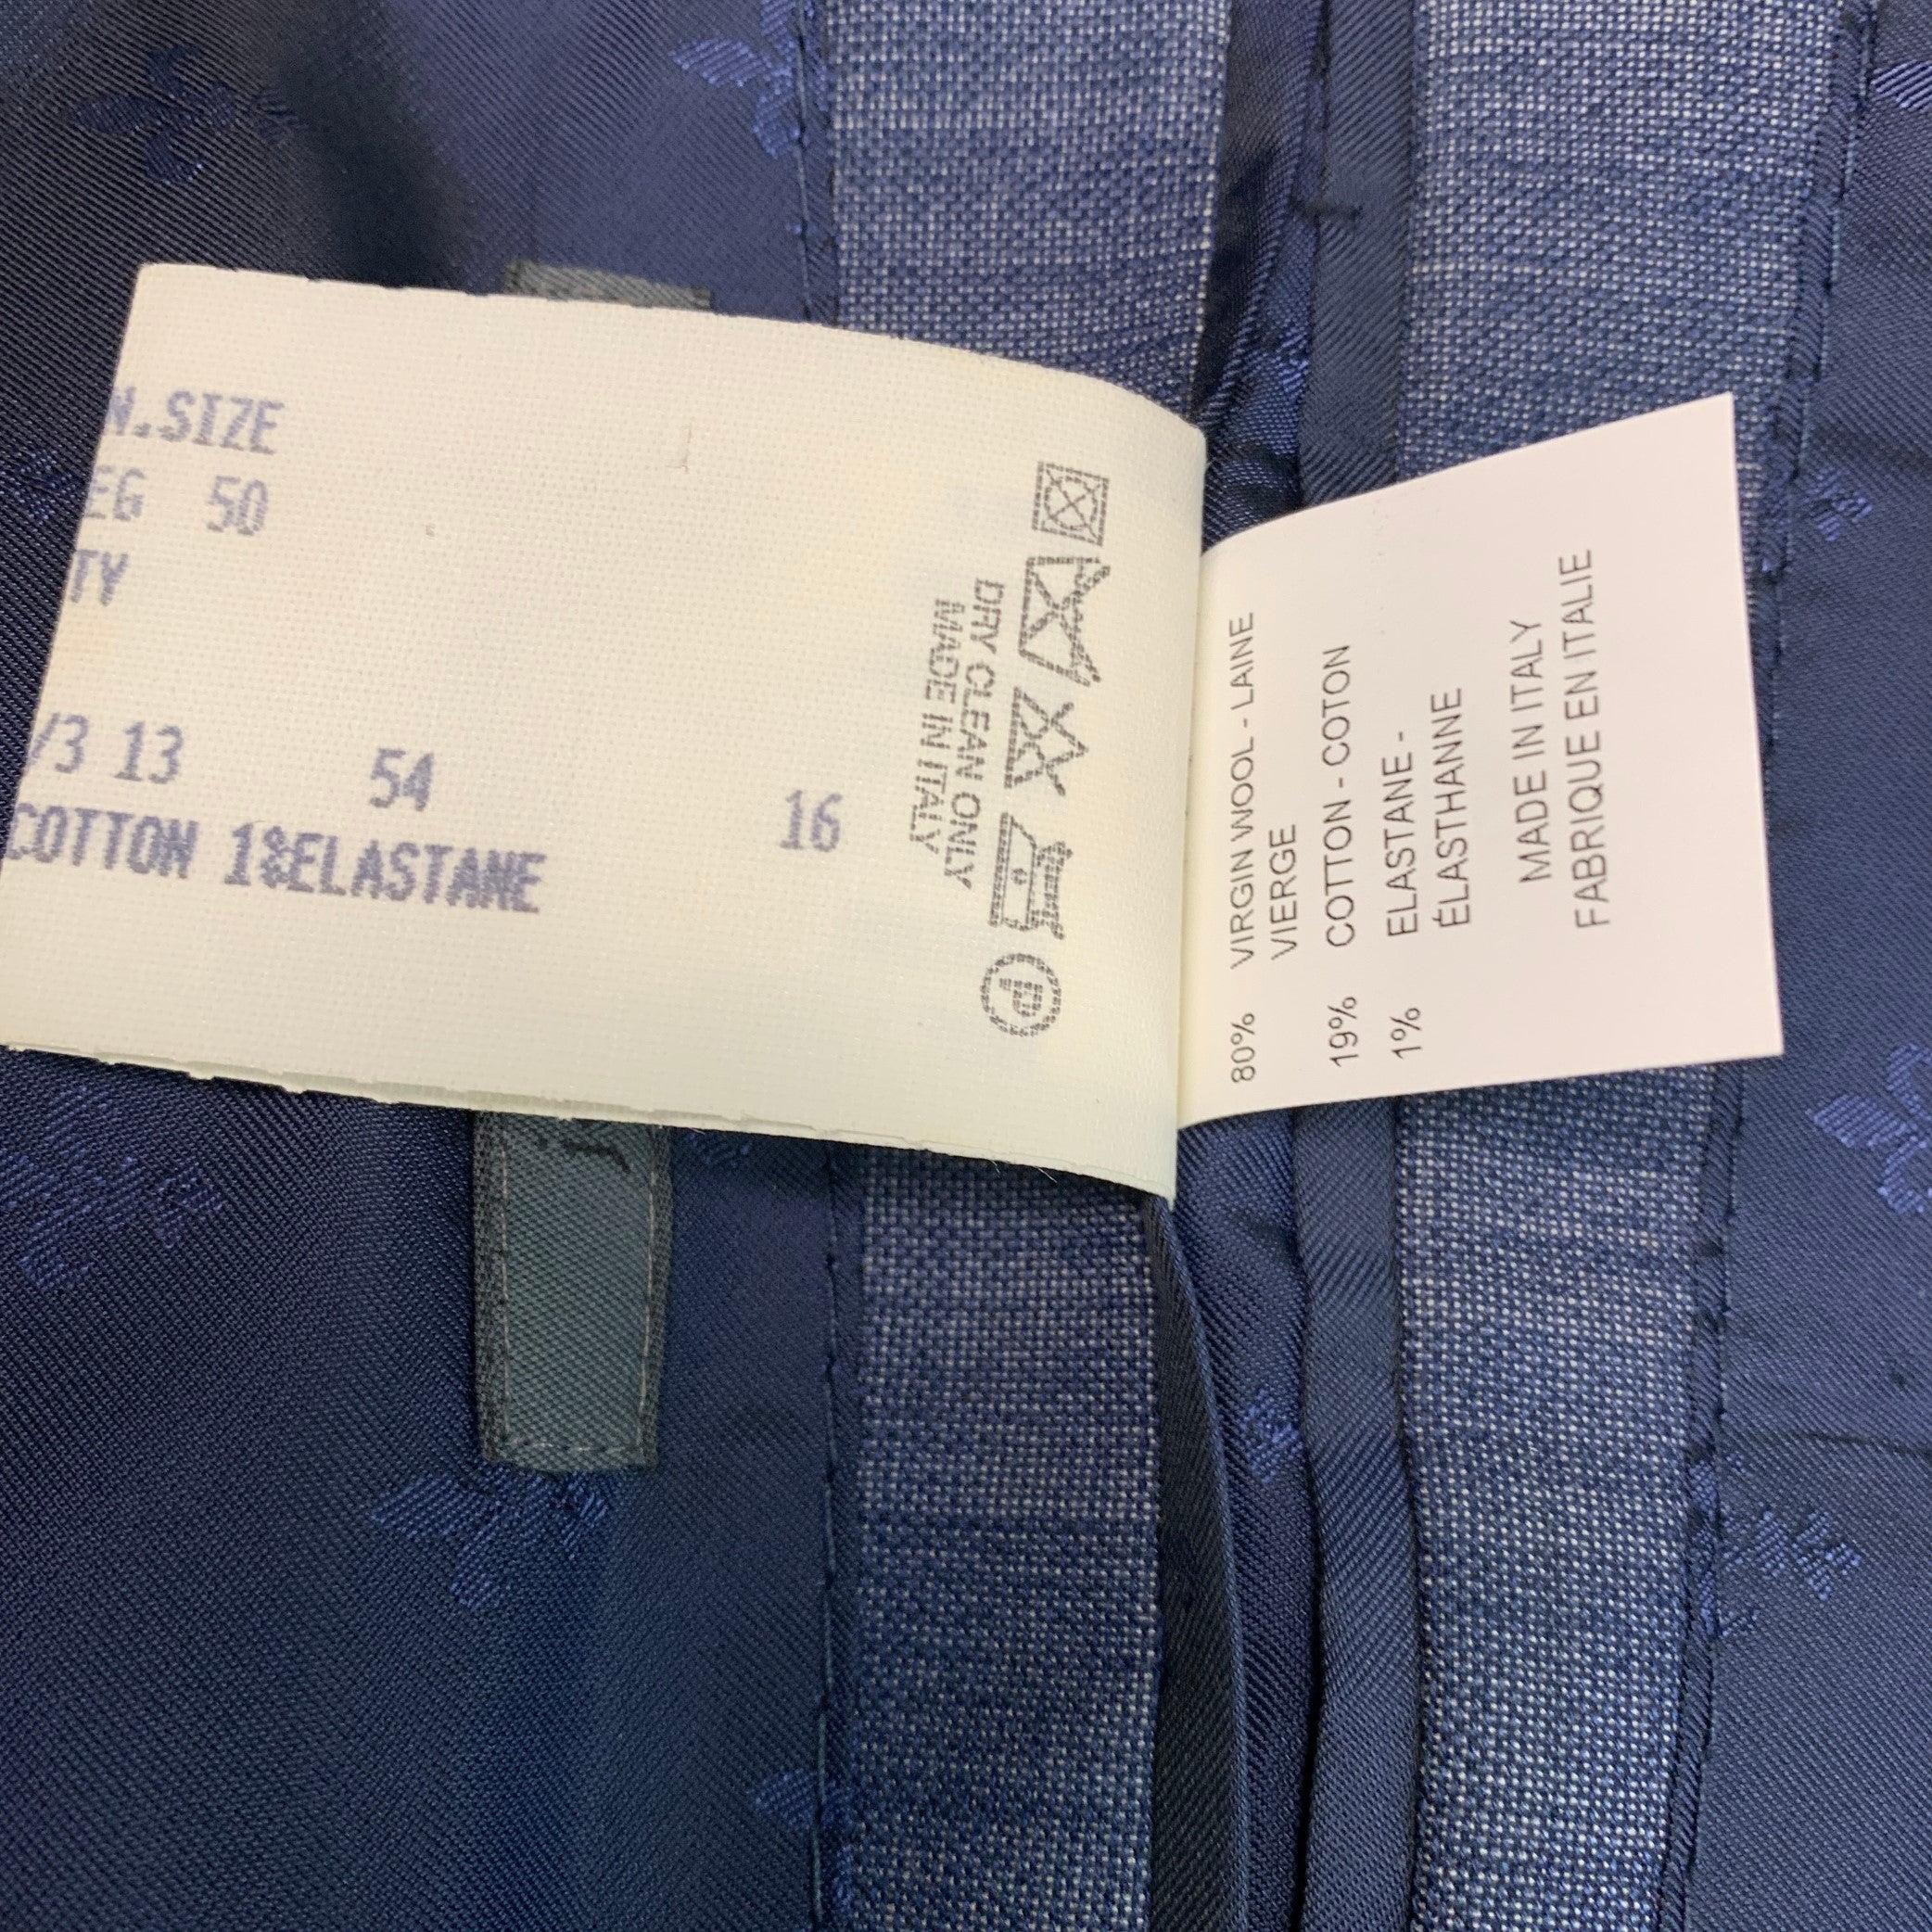 N.SIZE
EG 50
TY
/3 13 54 16
COTTON 1%ELASTANE
DRY CLEAN ONLY
MADE IN ITALY
P
80% VIRGIN WOOL - LAINE
VIERGE
19% COTTON - COTON
1% ELASTANE -
ÉLASTHANNE
MADE IN ITALY
FABRIQUE EN ITALIE